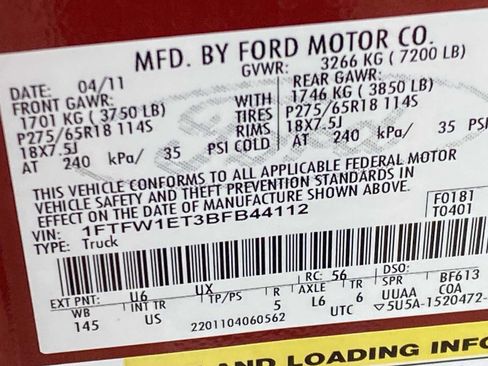 MFD. BY FORD MOTOR CO.
DATE: 04/11 GVWR: 3266 KG ( 7200 LB)
FRONT GAWR: REAR GAWR:
1701 KG ( 3750 LB) WITH 1746 KG ( 3850 LB)
P275/65R18 114S TIRES P275/65R18 114S
18X7.5J RIMS 18X7.5J
AT 240 kPa/ 35 PSI COLD AT 240 kPa/ 35 PSI
THIS VEHICLE CONFORMS TO ALL APPLICABLE FEDERAL MOTOR
VEHICLE SAFETY AND THEFT PREVENTION STANDARDS IN
EFFECT ON THE DATE OF MANUFACTURE SHOWN ABOVE.
VIN: 1FTFW1ET3BFB44112 F0181
TYPE: Truck T0401
EXT PNT: U6 UX RC: 56 DSO:
WB INT TR TP/PS R AXLE TR SPR BF613
145 US 5 L6 6 UUAA COA
2201104060562 UTC 5U5A-1520472-
AND LOADING INFO